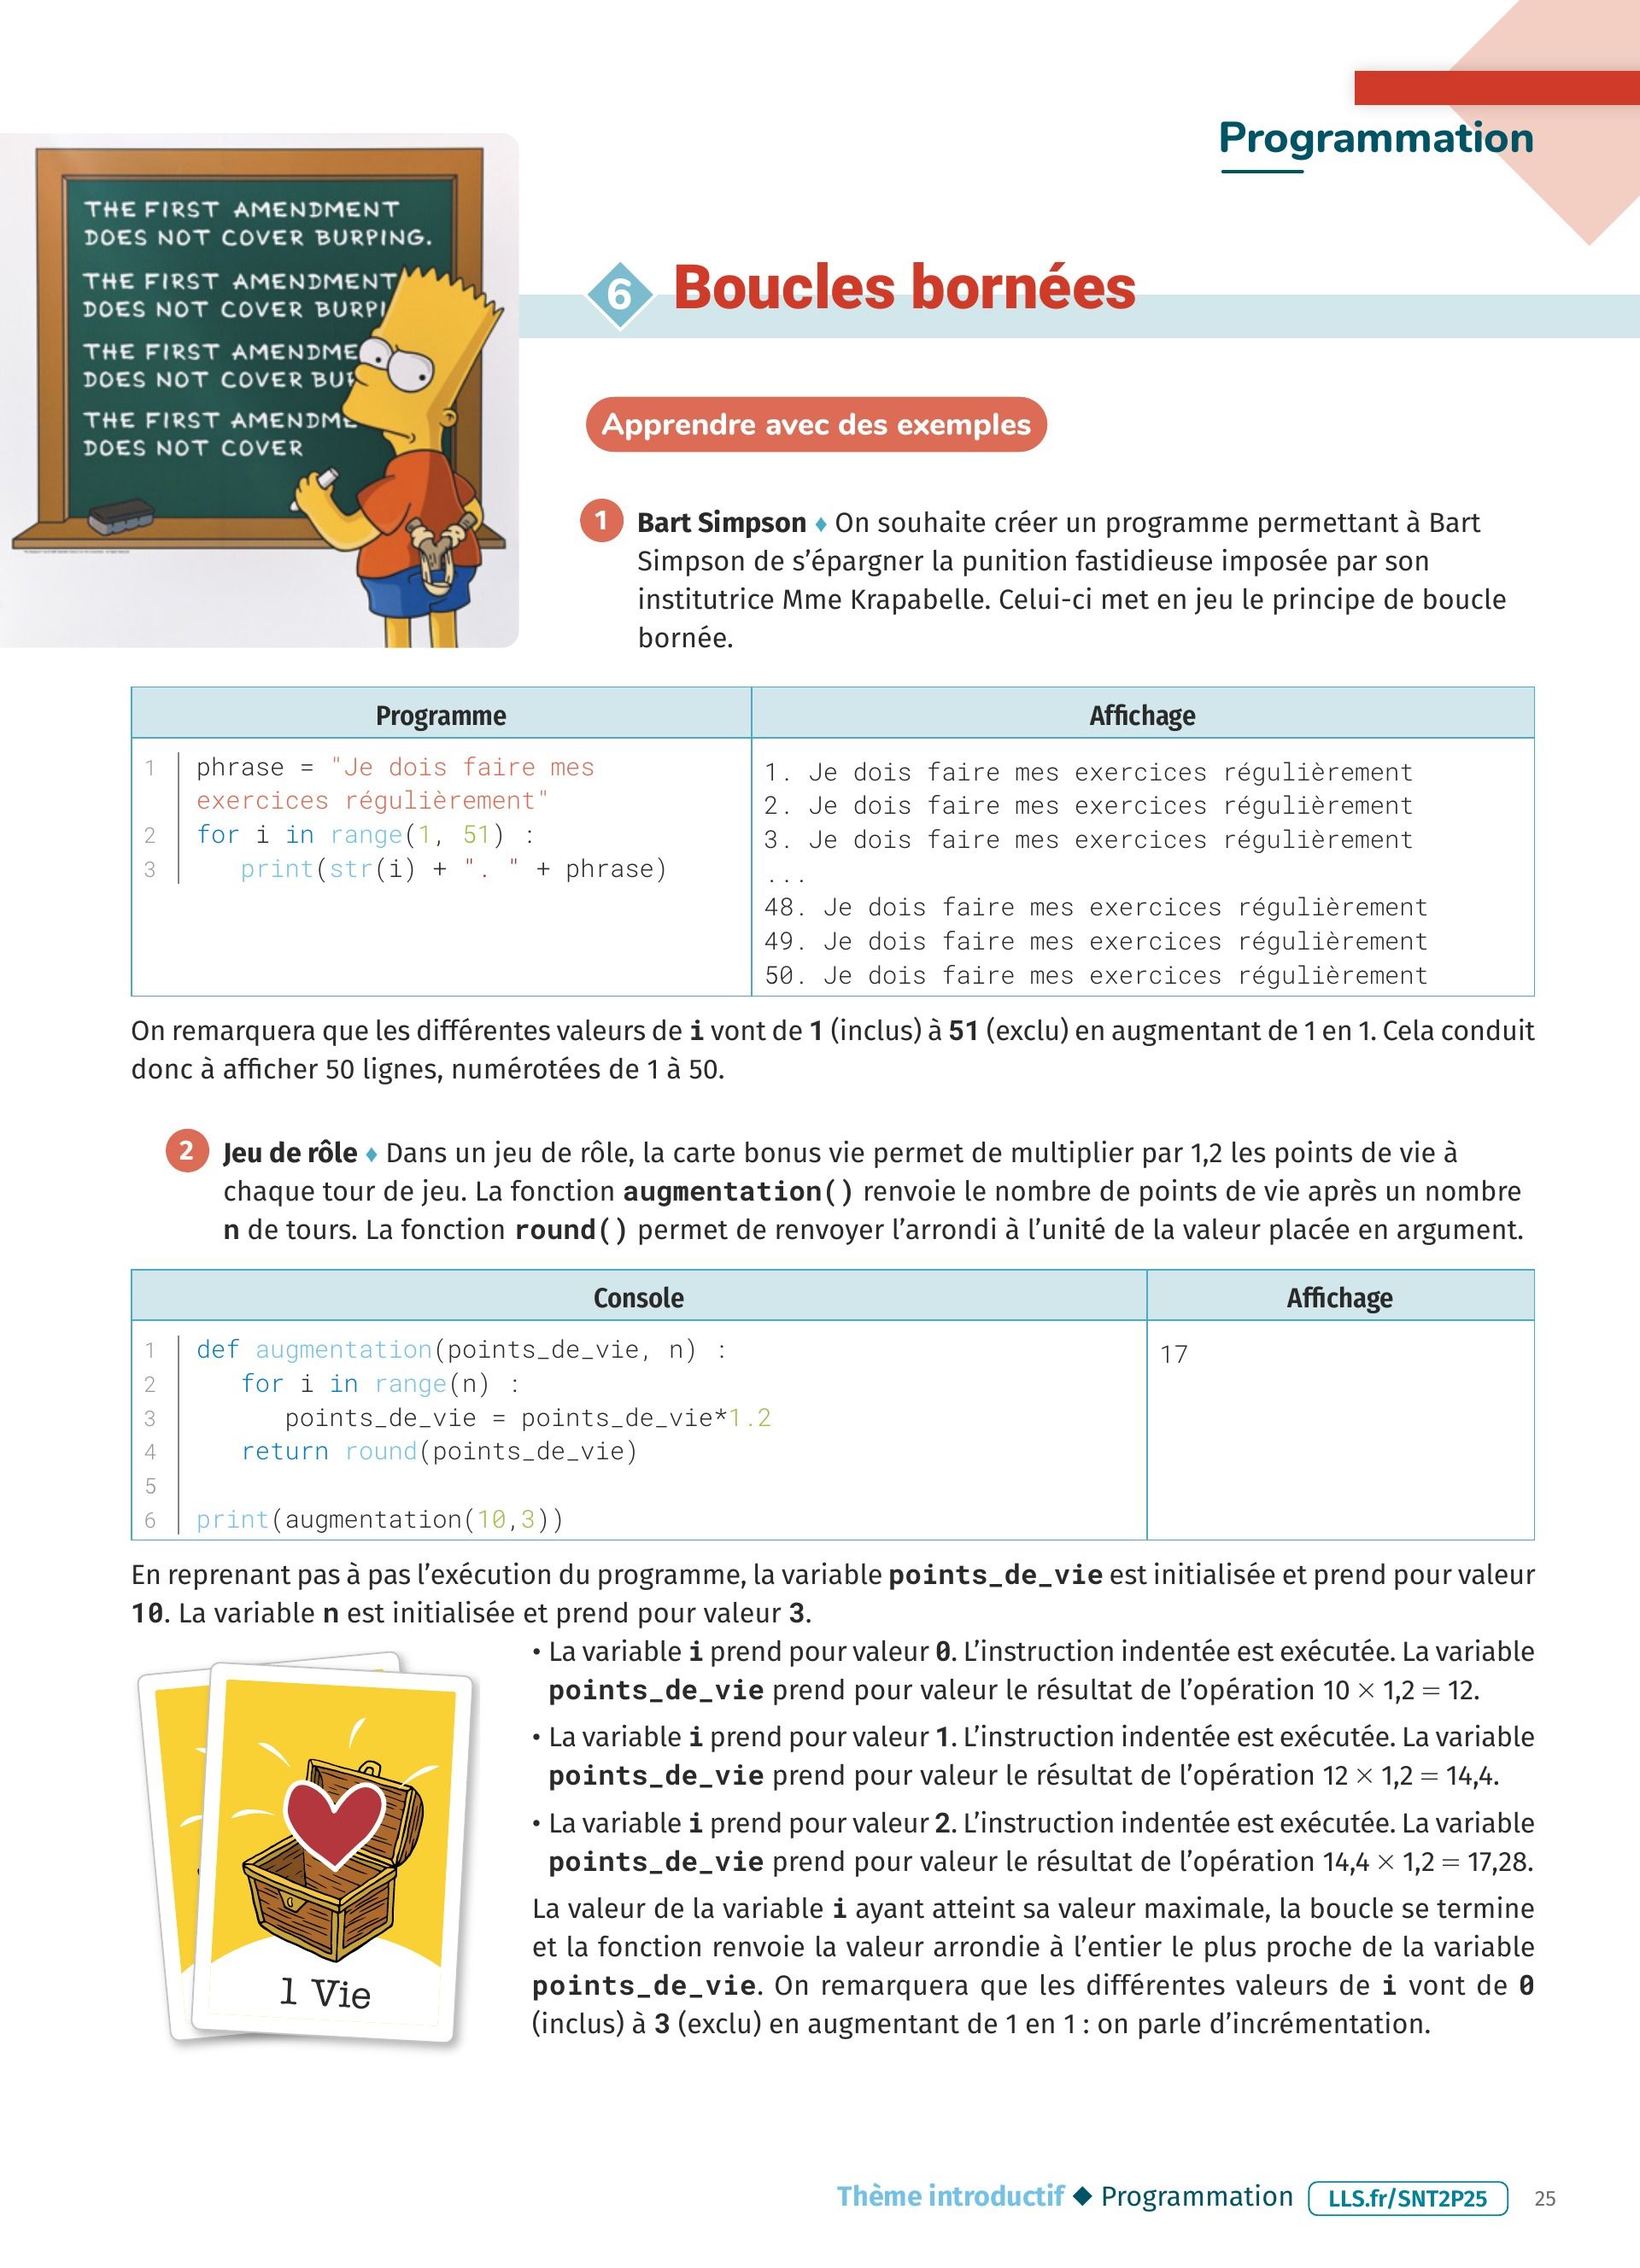 Programmation
THE FIRST AMENDMENT
DOES NOT COVER BURPING.
THE FIRST AMENDMENT
DOES NOT COVER BURPI
THE FIRST AMENDME
DOES NOT COVER BUR
THE FIRST AMENDME
DOES NOT COVER
6 Boucles bornées
Apprendre avec des exemples
1 Bart Simpson ♦ On souhaite créer un programme permettant à Bart
Simpson de s'épargner la punition fastidieuse imposée par son
institutrice Mme Krapabelle. Celui-ci met en jeu le principe de boucle
bornée.
Programme
1 phrase = "Je dois faire mes
exercices régulièrement"
2 for i in range(1, 51) :
3 print(str(i) + ". " + phrase)
Affichage
1. Je dois faire mes exercices régulièrement
2. Je dois faire mes exercices régulièrement
3. Je dois faire mes exercices régulièrement
...
48. Je dois faire mes exercices régulièrement
49. Je dois faire mes exercices régulièrement
50. Je dois faire mes exercices régulièrement
On remarquera que les différentes valeurs de i vont de 1 (inclus) à 51 (exclu) en augmentant de 1 en 1. Cela conduit
donc à afficher 50 lignes, numérotées de 1 à 50.
2 Jeu de rôle ♦ Dans un jeu de rôle, la carte bonus vie permet de multiplier par 1,2 les points de vie à
chaque tour de jeu. La fonction augmentation() renvoie le nombre de points de vie après un nombre
n de tours. La fonction round() permet de renvoyer l'arrondi à l'unité de la valeur placée en argument.
Console
1 def augmentation(points_de_vie, n) :
2 for i in range(n) :
3 points_de_vie = points_de_vie*1.2
4 return round(points_de_vie)
5
6 print(augmentation(10,3))
Affichage
17
En reprenant pas à pas l'exécution du programme, la variable points_de_vie est initialisée et prend pour valeur
10. La variable n est initialisée et prend pour valeur 3.
• La variable i prend pour valeur 0. L'instruction indentée est exécutée. La variable
points_de_vie prend pour valeur le résultat de l'opération 10 × 1,2 = 12.
• La variable i prend pour valeur 1. L'instruction indentée est exécutée. La variable
points_de_vie prend pour valeur le résultat de l'opération 12 × 1,2 = 14,4.
• La variable i prend pour valeur 2. L'instruction indentée est exécutée. La variable
points_de_vie prend pour valeur le résultat de l'opération 14,4 × 1,2 = 17,28.
La valeur de la variable i ayant atteint sa valeur maximale, la boucle se termine
et la fonction renvoie la valeur arrondie à l'entier le plus proche de la variable
points_de_vie. On remarquera que les différentes valeurs de i vont de 0
(inclus) à 3 (exclu) en augmentant de 1 en 1 : on parle d'incrémentation.
1 Vie
Thème introductif ◆ Programmation LLS.fr/SNT2P25 25